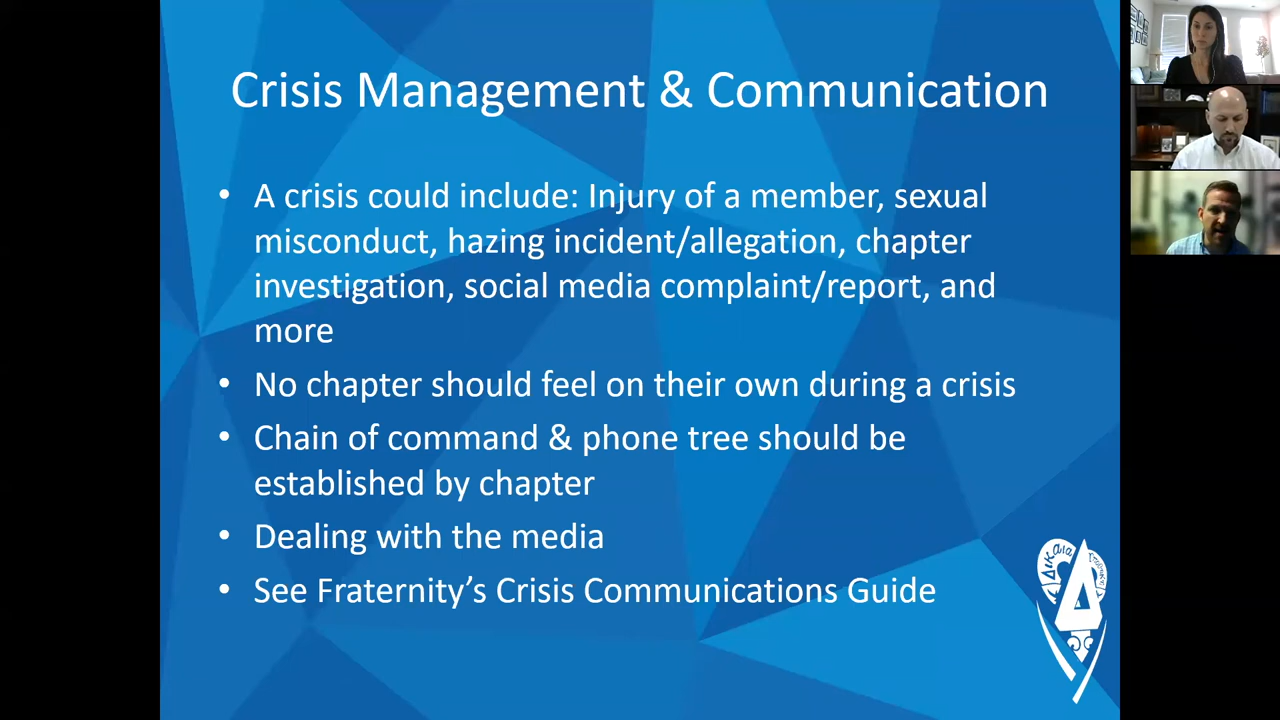 Crisis Management & Communication
• A crisis could include: Injury of a member, sexual
misconduct, hazing incident/allegation, chapter
investigation, social media complaint/report, and
more
• No chapter should feel on their own during a crisis
• Chain of command & phone tree should be
established by chapter
• Dealing with the media
• See Fraternity’s Crisis Communications Guide
Δ